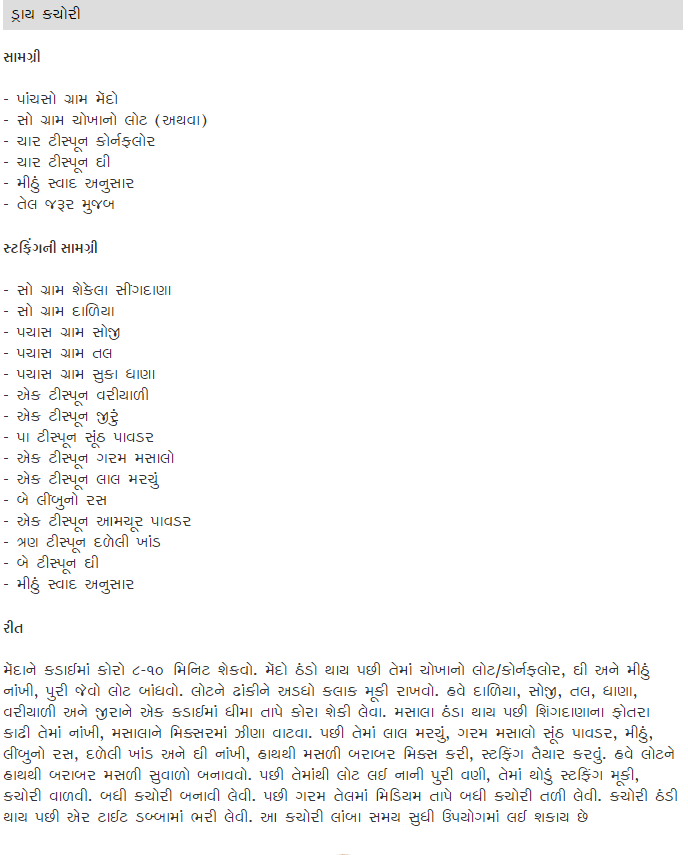 ડ્રાય કચોરી
સામગ્રી
- પાંચસો ગ્રામ મેંદો
- સો ગ્રામ ચોખાનો લોટ (અથવા)
- ચાર ટીસ્પૂન કોર્નફ્લોર
- ચાર ટીસ્પૂન ઘી
- મીઠું સ્વાદ અનુસાર
- તેલ જરૂર મુજબ
સ્ટફિંગની સામગ્રી
- સો ગ્રામ શેકેલા સીંગદાણા
- સો ગ્રામ દાળિયા
- પચાસ ગ્રામ સોજી
- પચાસ ગ્રામ તલ
- પચાસ ગ્રામ સુકા ધાણા
- એક ટીસ્પૂન વરીયાળી
- એક ટીસ્પૂન જીરું
- પા ટીસ્પૂન સૂંઠ પાવડર
- એક ટીસ્પૂન ગરમ મસાલો
- એક ટીસ્પૂન લાલ મરચું
- બે લીંબુનો રસ
- એક ટીસ્પૂન આમચૂર પાવડર
- ત્રણ ટીસ્પૂન દળેલી ખાંડ
- બે ટીસ્પૂન ઘી
- મીઠું સ્વાદ અનુસાર
રીત
મેંદાને કડાઈમાં કોરો ૮-૧૦ મિનિટ શેકવો. મેંદો ઠંડો થાય પછી તેમાં ચોખાનો લોટ/કોર્નફ્લોર, ઘી અને મીઠું
નાંખી, પુરી જેવો લોટ બાંધવો. લોટને ઢાંકીને અડધો કલાક મૂકી રાખવો. હવે દાળિયા, સોજી, તલ, ધાણા,
વરીયાળી અને જીરાને એક કડાઈમાં ધીમા તાપે કોરા શેકી લેવા. મસાલા ઠંડા થાય પછી શિંગદાણાના ફોતરા
કાઢી તેમાં નાંખી, મસાલાને મિક્સરમાં ઝીણા વાટવા. પછી તેમાં લાલ મરચું, ગરમ મસાલો સૂંઠ પાવડર, મીઠું,
લીંબુનો રસ, દળેલી ખાંડ અને ઘી નાંખી, હાથથી મસળી બરાબર મિક્સ કરી, સ્ટફિંગ તૈયાર કરવું. હવે લોટને
હાથથી બરાબર મસળી સુવાળો બનાવવો. પછી તેમાંથી લોટ લઈ નાની પુરી વણી, તેમાં થોડું સ્ટફિંગ મૂકી,
કચોરી વાળવી. બધી કચોરી બનાવી લેવી. પછી ગરમ તેલમાં મિડિયમ તાપે બધી કચોરી તળી લેવી. કચોરી ઠંડી
થાય પછી એર ટાઈટ ડબ્બામાં ભરી લેવી. આ કચોરી લાંબા સમય સુધી ઉપયોગમાં લઈ શકાય છે